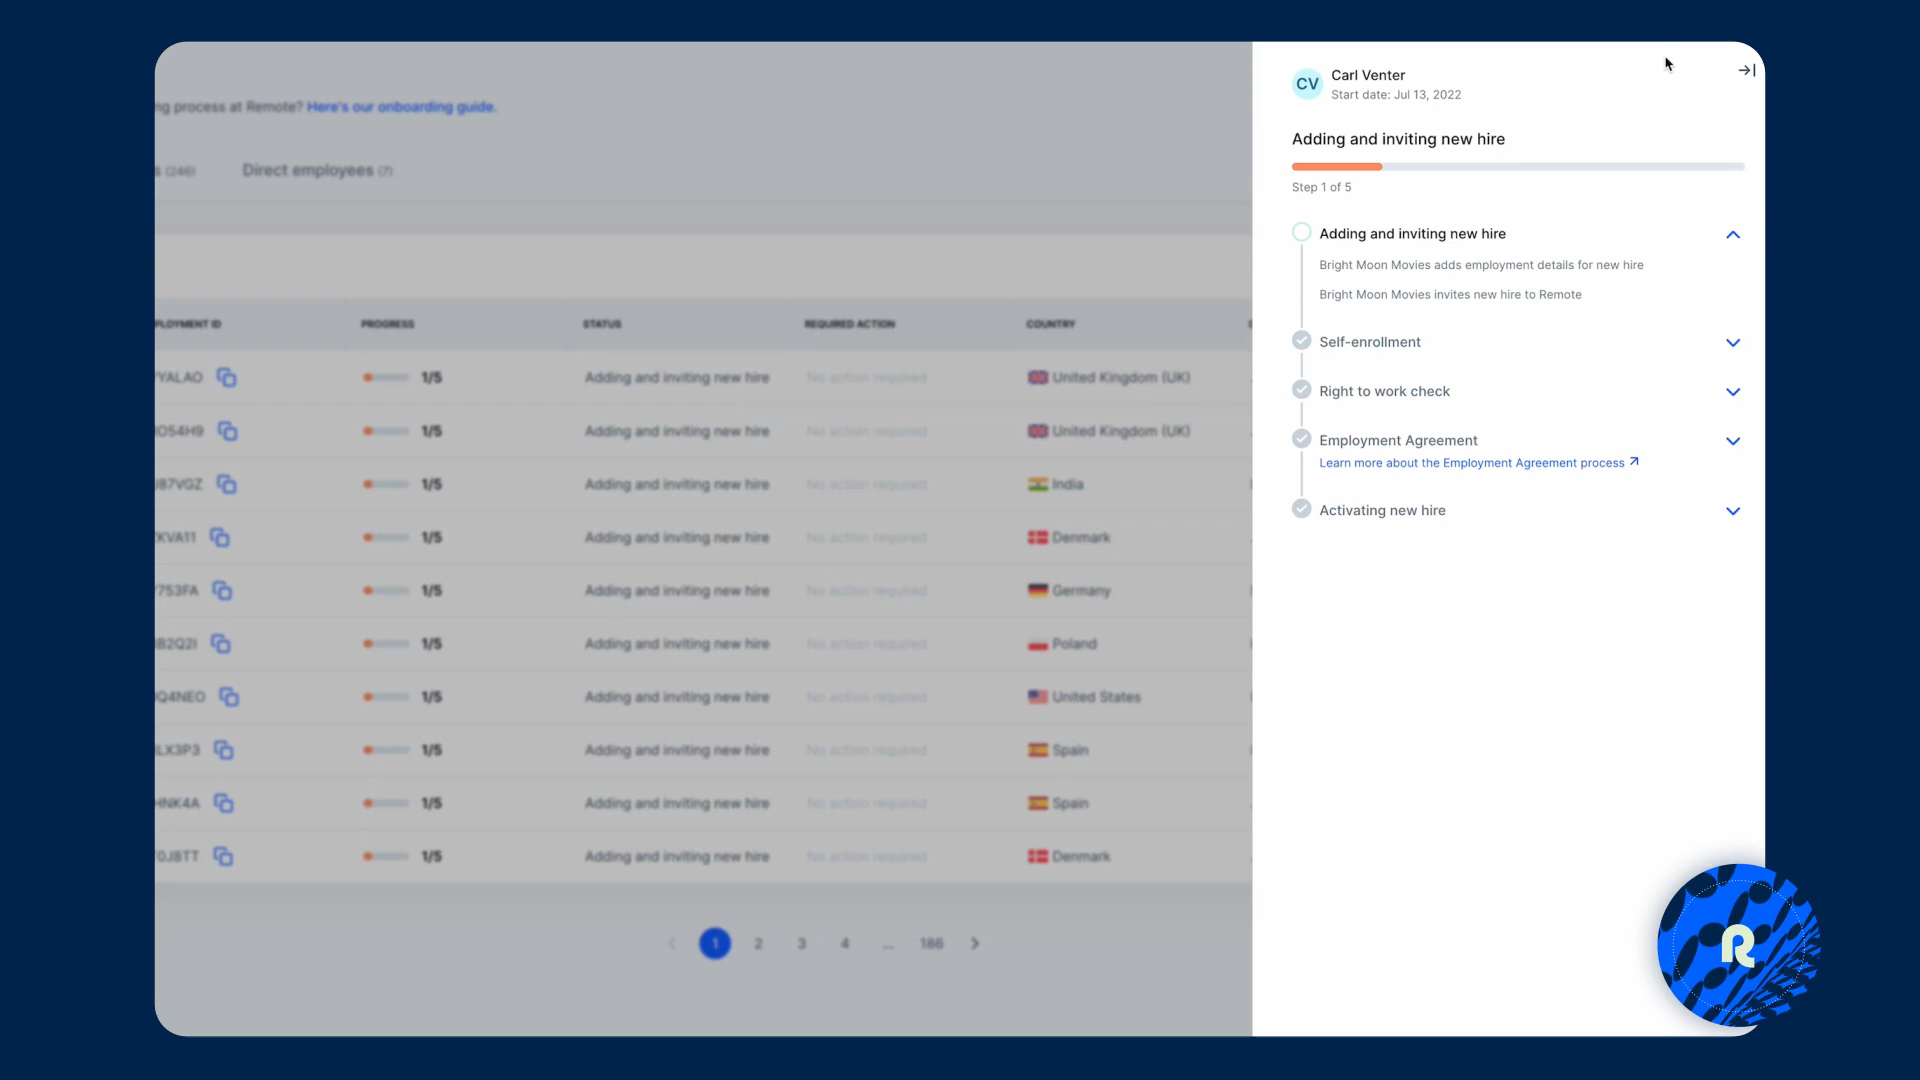 ng process at Remote? Here's our onboarding guide.
s (246) Direct employees (7)
PLOYMENT ID PROGRESS STATUS REQUIRED ACTION COUNTRY
YALAO 1/5 Adding and inviting new hire No action required United Kingdom (UK)
O54H9 1/5 Adding and inviting new hire No action required United Kingdom (UK)
87VGZ 1/5 Adding and inviting new hire No action required India
KVA11 1/5 Adding and inviting new hire No action required Denmark
753FA 1/5 Adding and inviting new hire No action required Germany
B2Q2I 1/5 Adding and inviting new hire No action required Poland
Q4NEO 1/5 Adding and inviting new hire No action required United States
LX3P3 1/5 Adding and inviting new hire No action required Spain
HNK4A 1/5 Adding and inviting new hire No action required Spain
0J8TT 1/5 Adding and inviting new hire No action required Denmark
1 2 3 4 ... 186
CV Carl Venter
Start date: Jul 13, 2022
Adding and inviting new hire
Step 1 of 5
Adding and inviting new hire
Bright Moon Movies adds employment details for new hire
Bright Moon Movies invites new hire to Remote
Self-enrollment
Right to work check
Employment Agreement
Learn more about the Employment Agreement process
Activating new hire
R